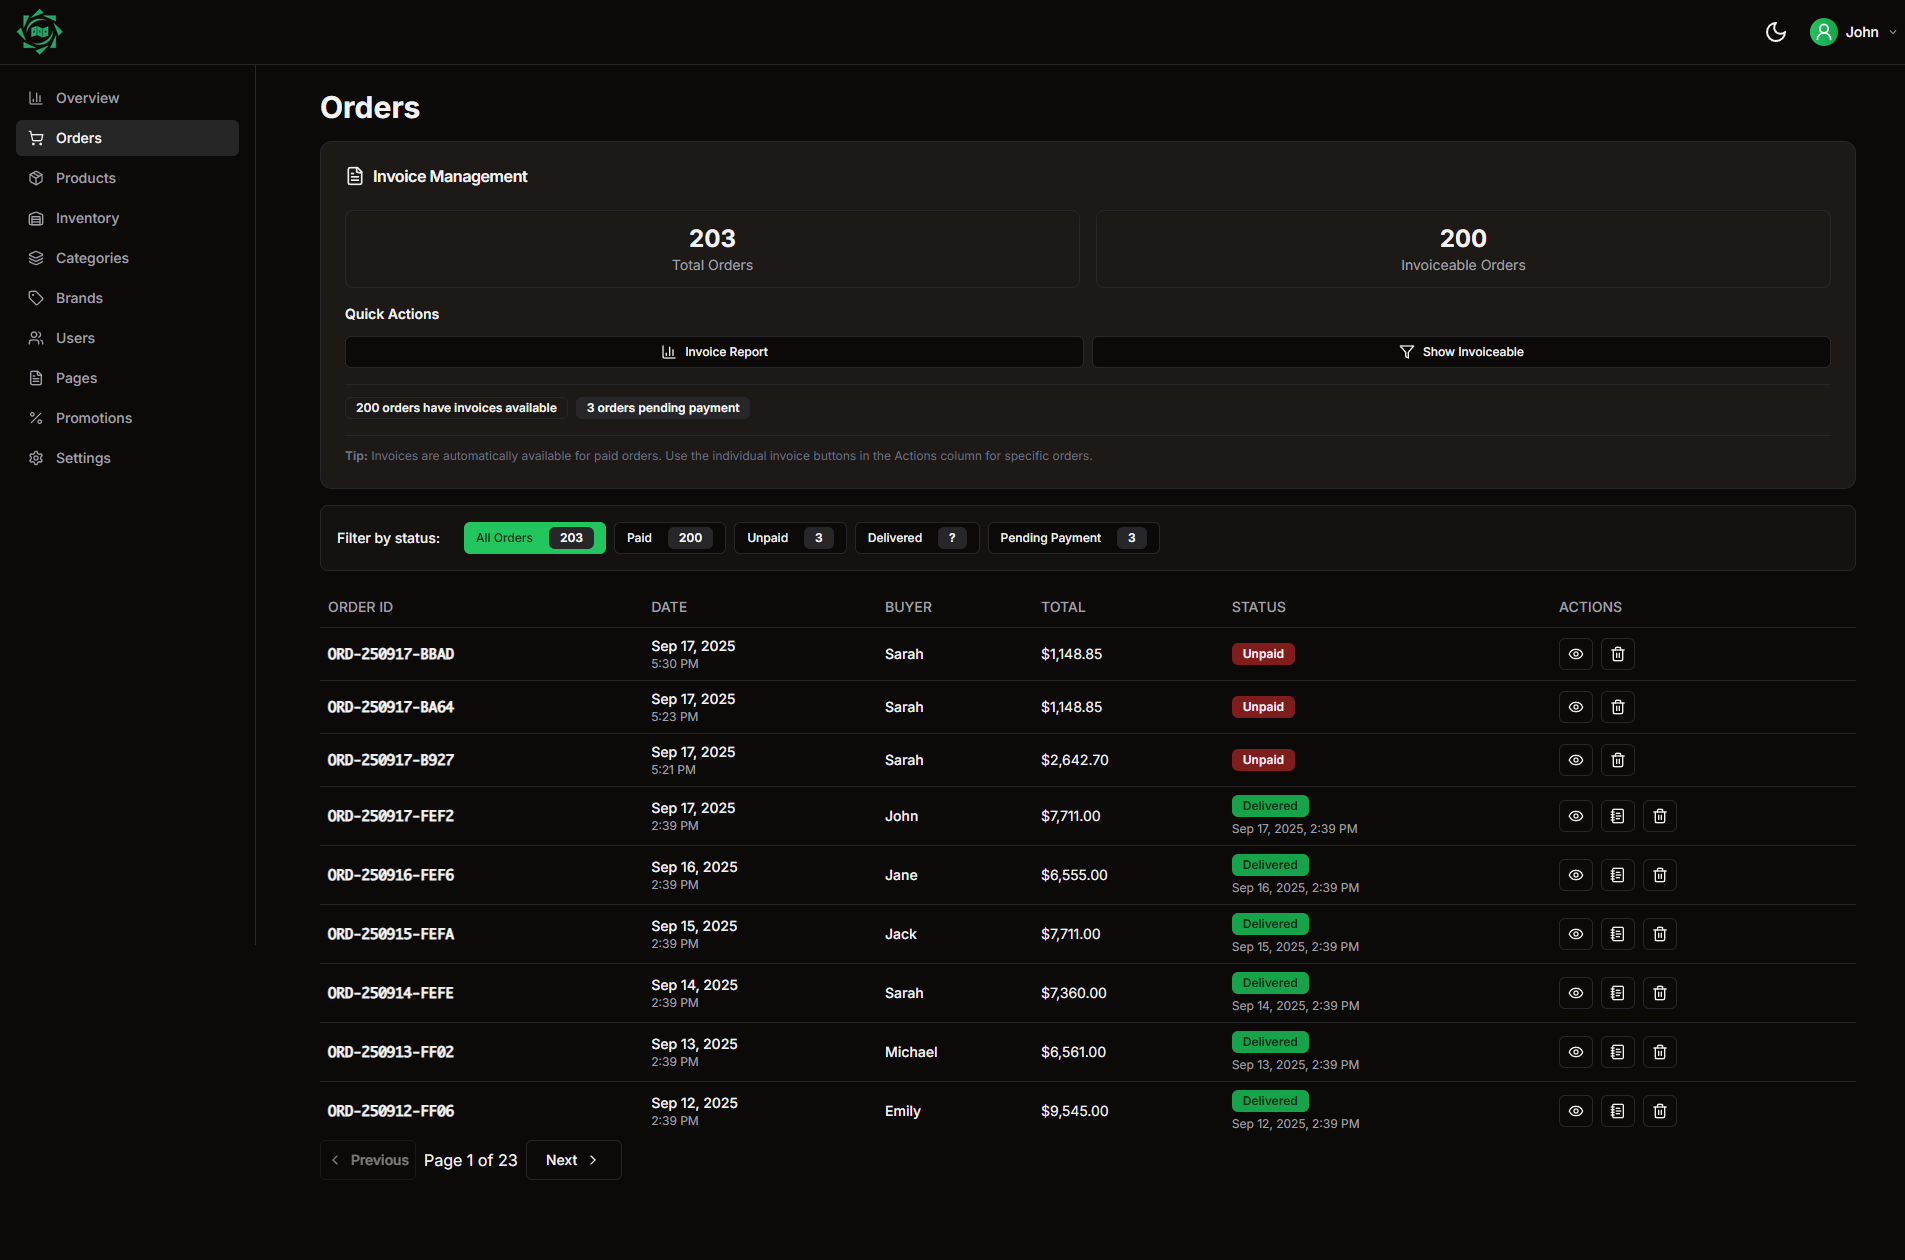 John
Overview
Orders
Products
Inventory
Categories
Brands
Users
Pages
Promotions
Settings
Orders
Invoice Management
203
Total Orders
200
Invoiceable Orders
Quick Actions
Invoice Report
Show Invoiceable
200 orders have invoices available
3 orders pending payment
Tip: Invoices are automatically available for paid orders. Use the individual invoice buttons in the Actions column for specific orders.
Filter by status: All Orders 203 Paid 200 Unpaid 3 Delivered ? Pending Payment 3
ORDER ID DATE BUYER TOTAL STATUS ACTIONS
ORD-250917-BBAD Sep 17, 2025 Sarah $1,148.85 Unpaid
5:30 PM
ORD-250917-BA64 Sep 17, 2025 Sarah $1,148.85 Unpaid
5:23 PM
ORD-250917-B927 Sep 17, 2025 Sarah $2,642.70 Unpaid
5:21 PM
ORD-250917-FEF2 Sep 17, 2025 John $7,711.00 Delivered
2:39 PM Sep 17, 2025, 2:39 PM
ORD-250916-FEF6 Sep 16, 2025 Jane $6,555.00 Delivered
2:39 PM Sep 16, 2025, 2:39 PM
ORD-250915-FEFA Sep 15, 2025 Jack $7,711.00 Delivered
2:39 PM Sep 15, 2025, 2:39 PM
ORD-250914-FEFE Sep 14, 2025 Sarah $7,360.00 Delivered
2:39 PM Sep 14, 2025, 2:39 PM
ORD-250913-FF02 Sep 13, 2025 Michael $6,561.00 Delivered
2:39 PM Sep 13, 2025, 2:39 PM
ORD-250912-FF06 Sep 12, 2025 Emily $9,545.00 Delivered
2:39 PM Sep 12, 2025, 2:39 PM
Previous Page 1 of 23 Next